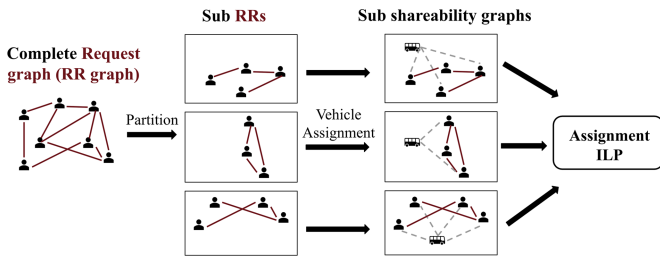 Sub RRs
Sub shareability graphs
Complete Request
graph (RR graph)
Partition
Vehicle
Assignment
Assignment
ILP